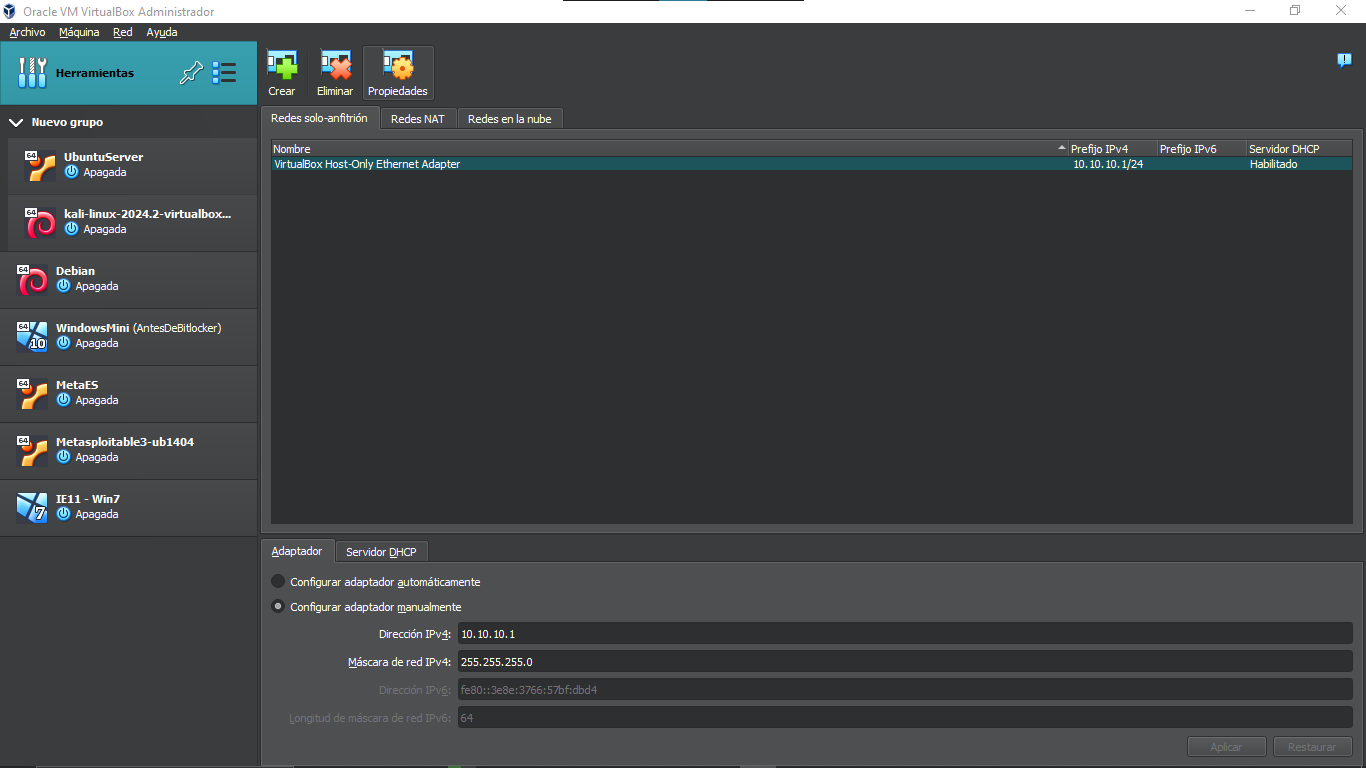 Oracle VM VirtualBox Administrador
Archivo Máquina Red Ayuda
Herramientas
Crear Eliminar Propiedades
Nuevo grupo
64 UbuntuServer
Apagada
64 kali-linux-2024.2-virtualbox...
Apagada
64 Debian
Apagada
64 WindowsMini (AntesDeBitlocker)
10 Apagada
64 MetaES
Apagada
64 Metasploitable3-ub1404
Apagada
IE11 - Win7
7 Apagada
Redes solo-anfitrión Redes NAT Redes en la nube
Nombre Prefijo IPv4 Prefijo IPv6 Servidor DHCP
VirtualBox Host-Only Ethernet Adapter 10.10.10.1/24 Habilitado
Adaptador Servidor DHCP
Configurar adaptador automáticamente
Configurar adaptador manualmente
Dirección IPv4: 10.10.10.1
Máscara de red IPv4: 255.255.255.0
Dirección IPv6: fe80::3e8e:3766:57bf:dbd4
Longitud de máscara de red IPv6: 64
Aplicar Restaurar